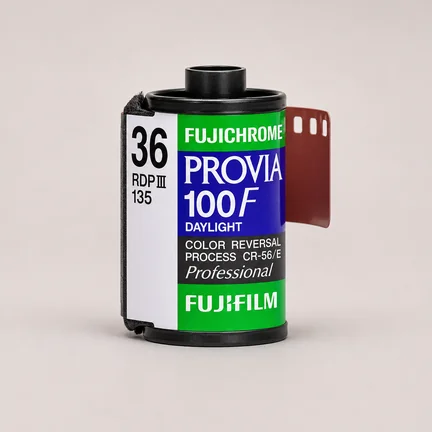 36
RDPIII
135
FUJICHROME
PROVIA
100F
DAYLIGHT
COLOR REVERSAL
PROCESS CR-56/E
Professional
FUJIFILM